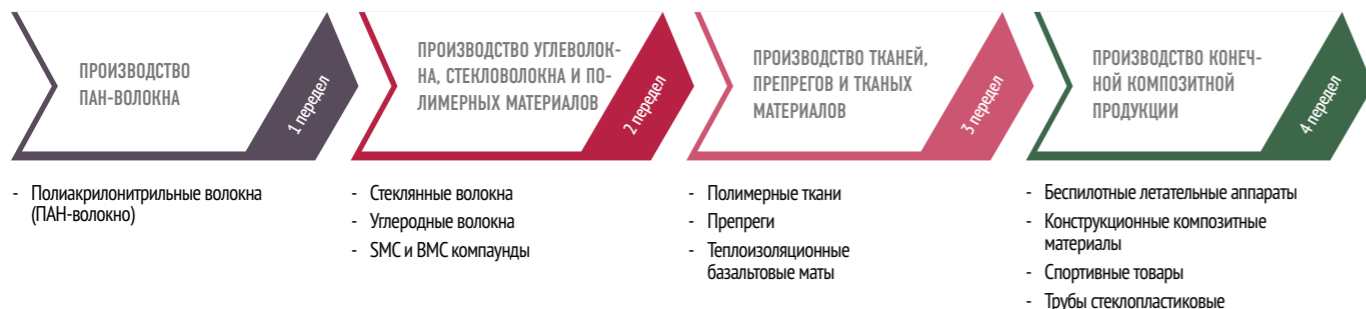 ПРОИЗВОДСТВО
ПАН-ВОЛОКНА
1 передел
- Полиакрилонитрильные волокна
(ПАН-волокно)
ПРОИЗВОДСТВО УГЛЕВОЛОК-
НА, СТЕКЛОВОЛОКНА И ПО-
ЛИМЕРНЫХ МАТЕРИАЛОВ
2 передел
- Стеклянные волокна
- Углеродные волокна
- SMC и BMC компаунды
ПРОИЗВОДСТВО ТКАНЕЙ,
ПРЕПРЕГОВ И ТКАНЫХ
МАТЕРИАЛОВ
3 передел
- Полимерные ткани
- Препреги
- Теплоизоляционные
базальтовые маты
ПРОИЗВОДСТВО КОНЕЧ-
НОЙ КОМПОЗИТНОЙ
ПРОДУКЦИИ
4 передел
- Беспилотные летательные аппараты
- Конструкционные композитные
материалы
- Спортивные товары
- Трубы стеклопластиковые